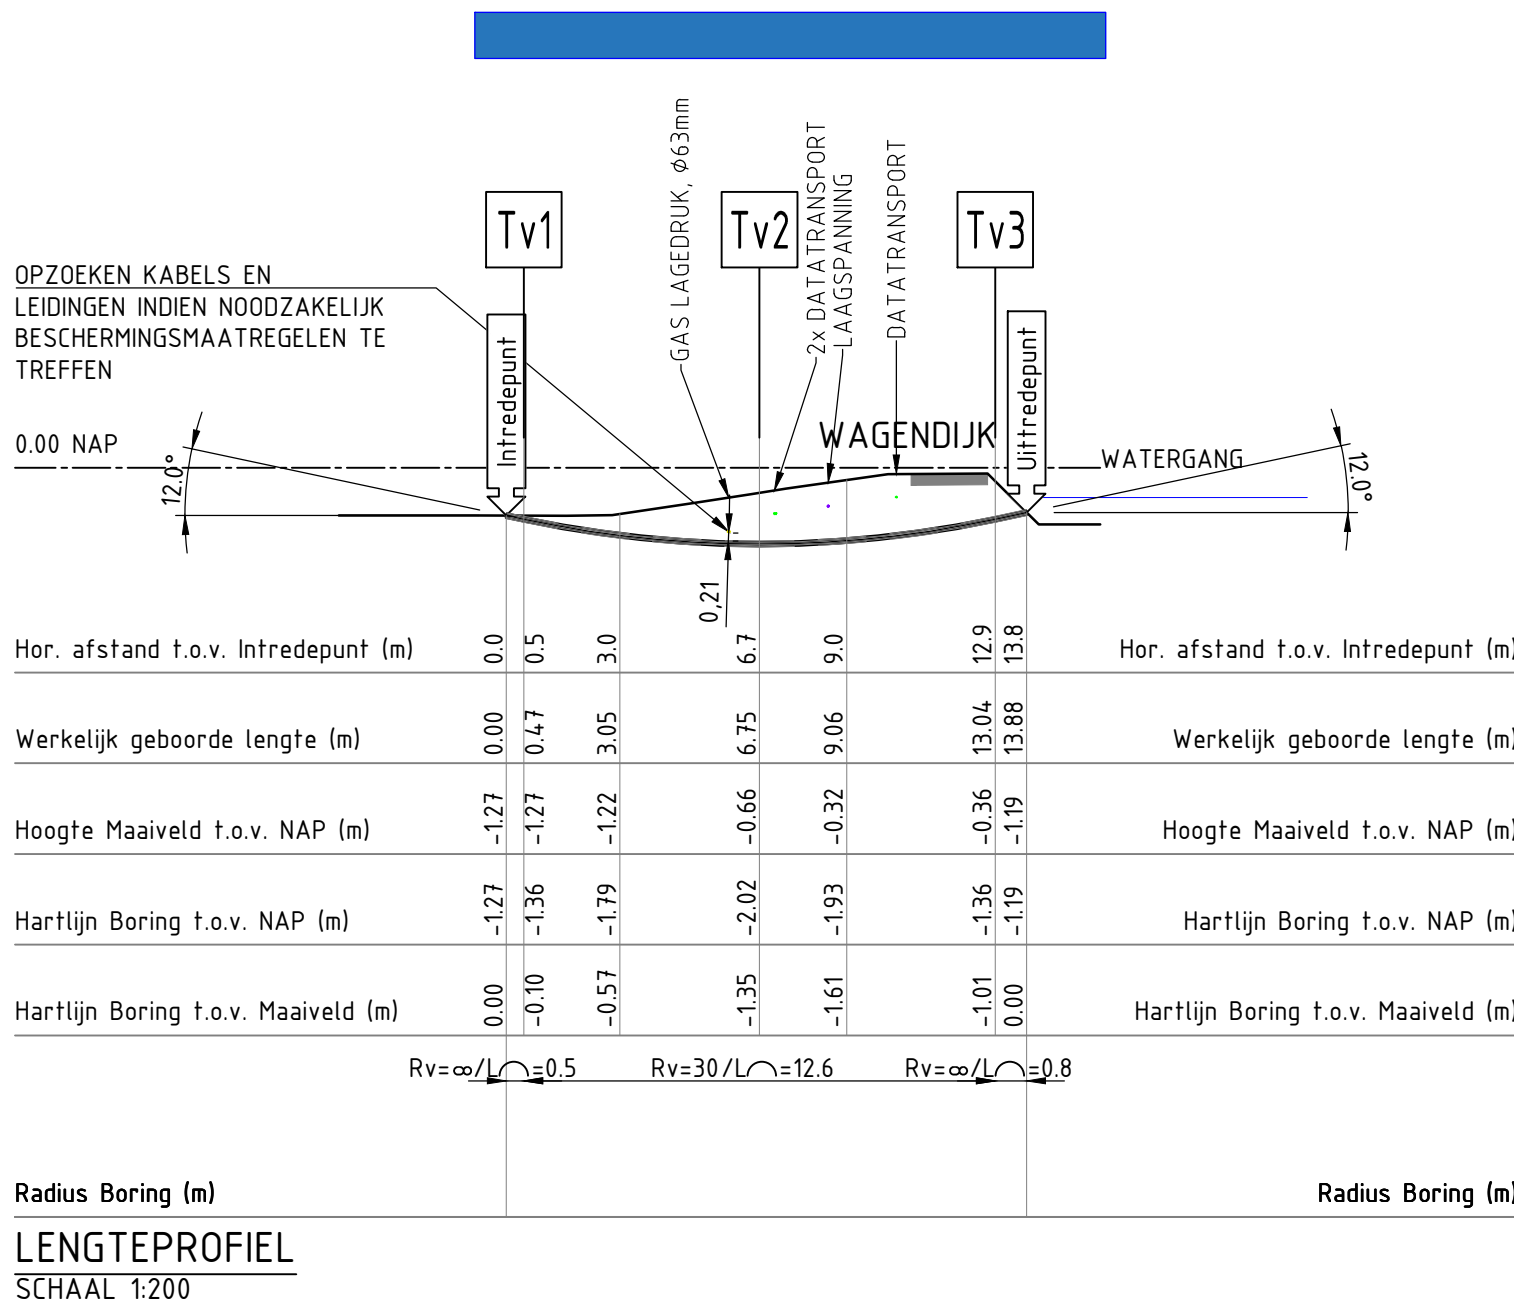 GAS LAGEDRUK, Ø63mm
2x DATATRANSPORT
LAAGSPANNING
DATATRANSPORT
Tv1
Tv2
Tv3
OPZOEKEN KABELS EN
LEIDINGEN INDIEN NOODZAKELIJK
BESCHERMINGSMAATREGELEN TE
TREFFEN
Intredepunt
Uittredepunt
0.00 NAP
WAGENDIJK
WATERGANG
12.0°
12.0°
0,21
Hor. afstand t.o.v. Intredepunt (m) 0.0 0.5 3.0 6.7 9.0 12.9 13.8 Hor. afstand t.o.v. Intredepunt (m)
Werkelijk geboorde lengte (m) 0.00 0.47 3.05 6.75 9.06 13.04 13.88 Werkelijk geboorde lengte (m)
Hoogte Maaiveld t.o.v. NAP (m) -1.27 -1.27 -1.22 -0.66 -0.32 -0.36 -1.19 Hoogte Maaiveld t.o.v. NAP (m)
Hartlijn Boring t.o.v. NAP (m) -1.27 -1.36 -1.79 -2.02 -1.93 -1.36 -1.19 Hartlijn Boring t.o.v. NAP (m)
Hartlijn Boring t.o.v. Maaiveld (m) 0.00 -0.10 -0.57 -1.35 -1.61 -1.01 0.00 Hartlijn Boring t.o.v. Maaiveld (m)
Rv=∞/L⌒=0.5 Rv=30/L⌒=12.6 Rv=∞/L⌒=0.8
Radius Boring (m) Radius Boring (m)
LENGTEPROFIEL
SCHAAL 1:200